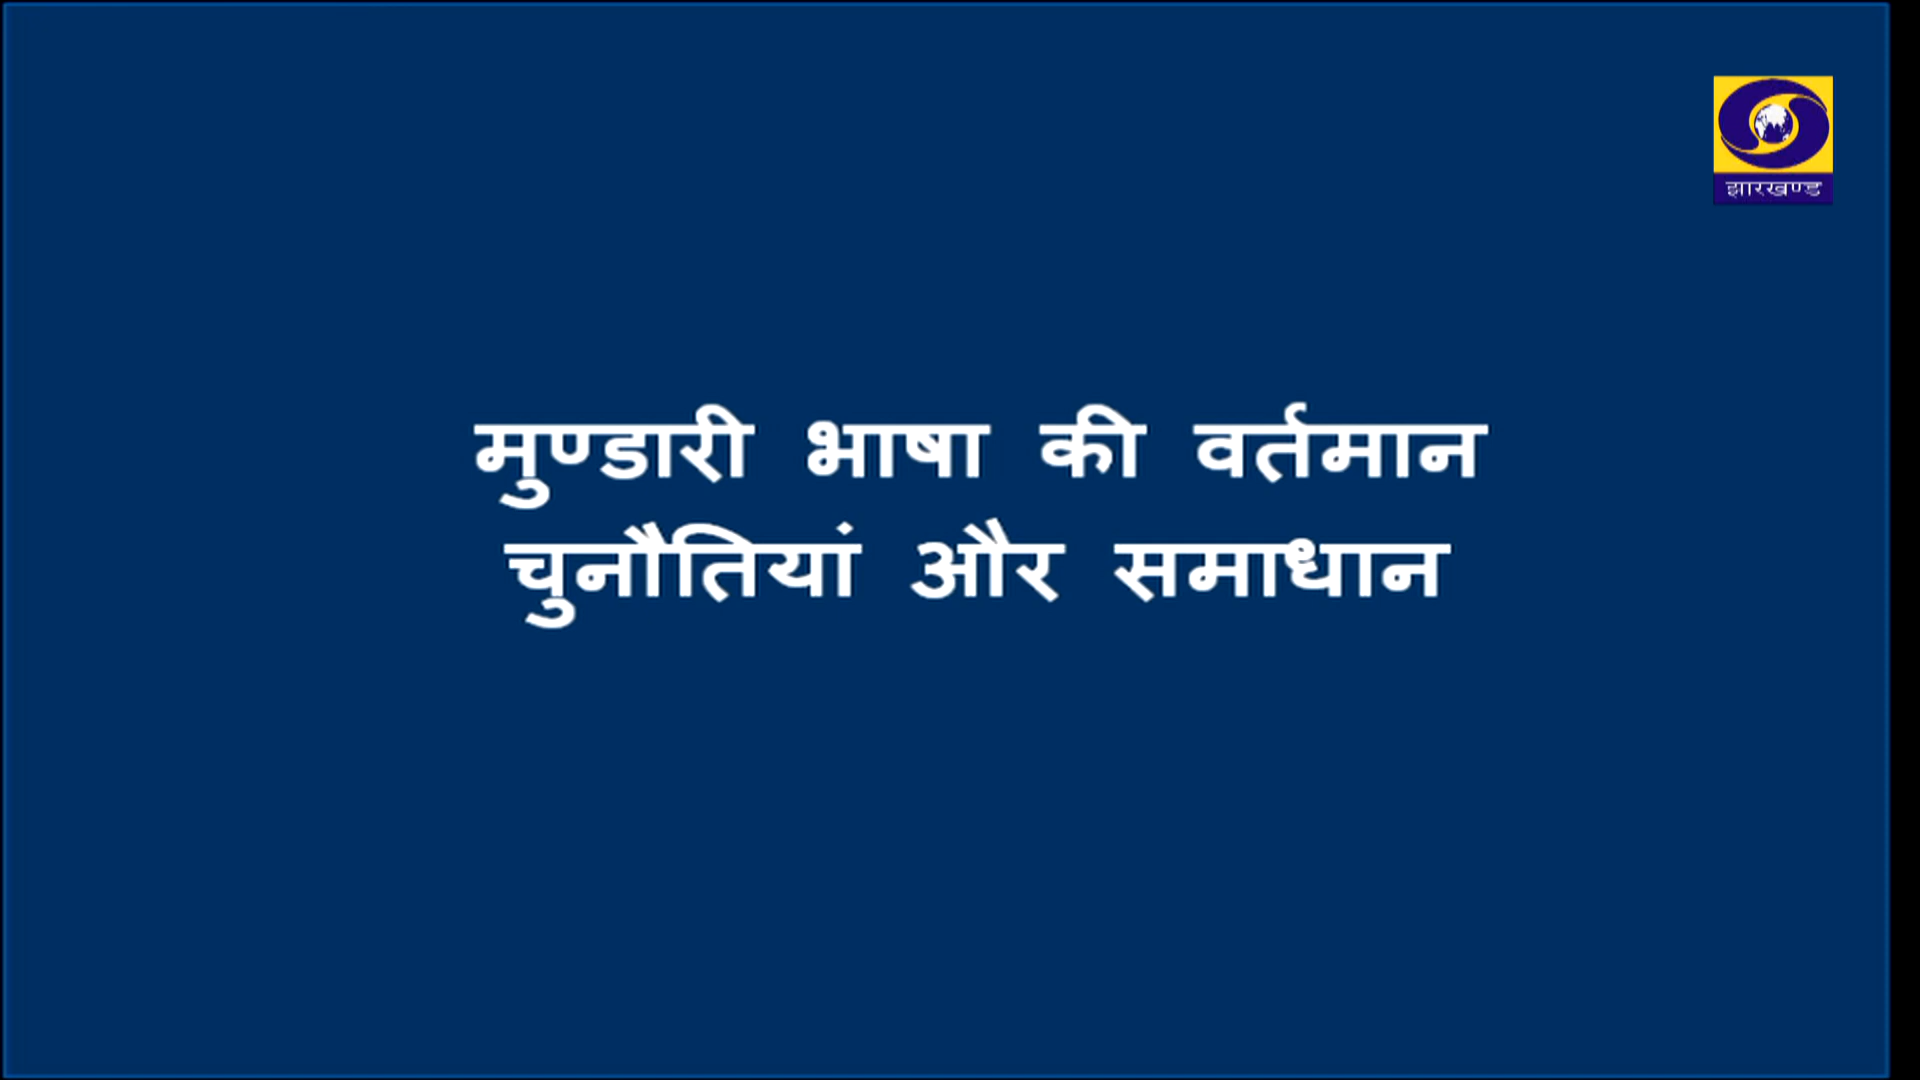 झारखण्ड
मुण्डारी भाषा की वर्तमान
चुनौतियां और समाधान